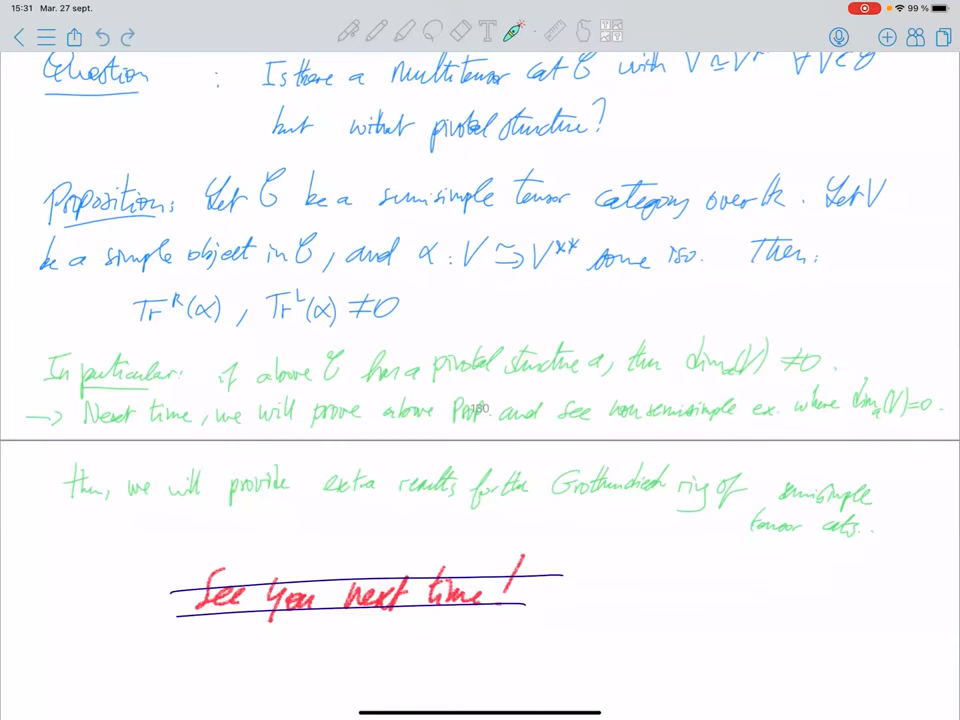 15:31 Mar. 27 sept.
99 %
Question : Is there a multitensor cat C with V ≃ V** ∀ V ∈ C
but without pivotal structure?
Proposition: Let C be a semisimple tensor category over k. Let V
be a simple object in C, and α : V ≃→ V** some iso. Then:
Tr^R(α), Tr^L(α) ≠ 0
In particular: if above C has a pivotal structure a, then dim_a(V) ≠ 0.
→ Next time, we will prove above Prop. and see nonsemisimple ex. where dim_a(V)=0.
then, we will provide extra results for the Grothendieck ring of semisimple
tensor cats..
See you next time!